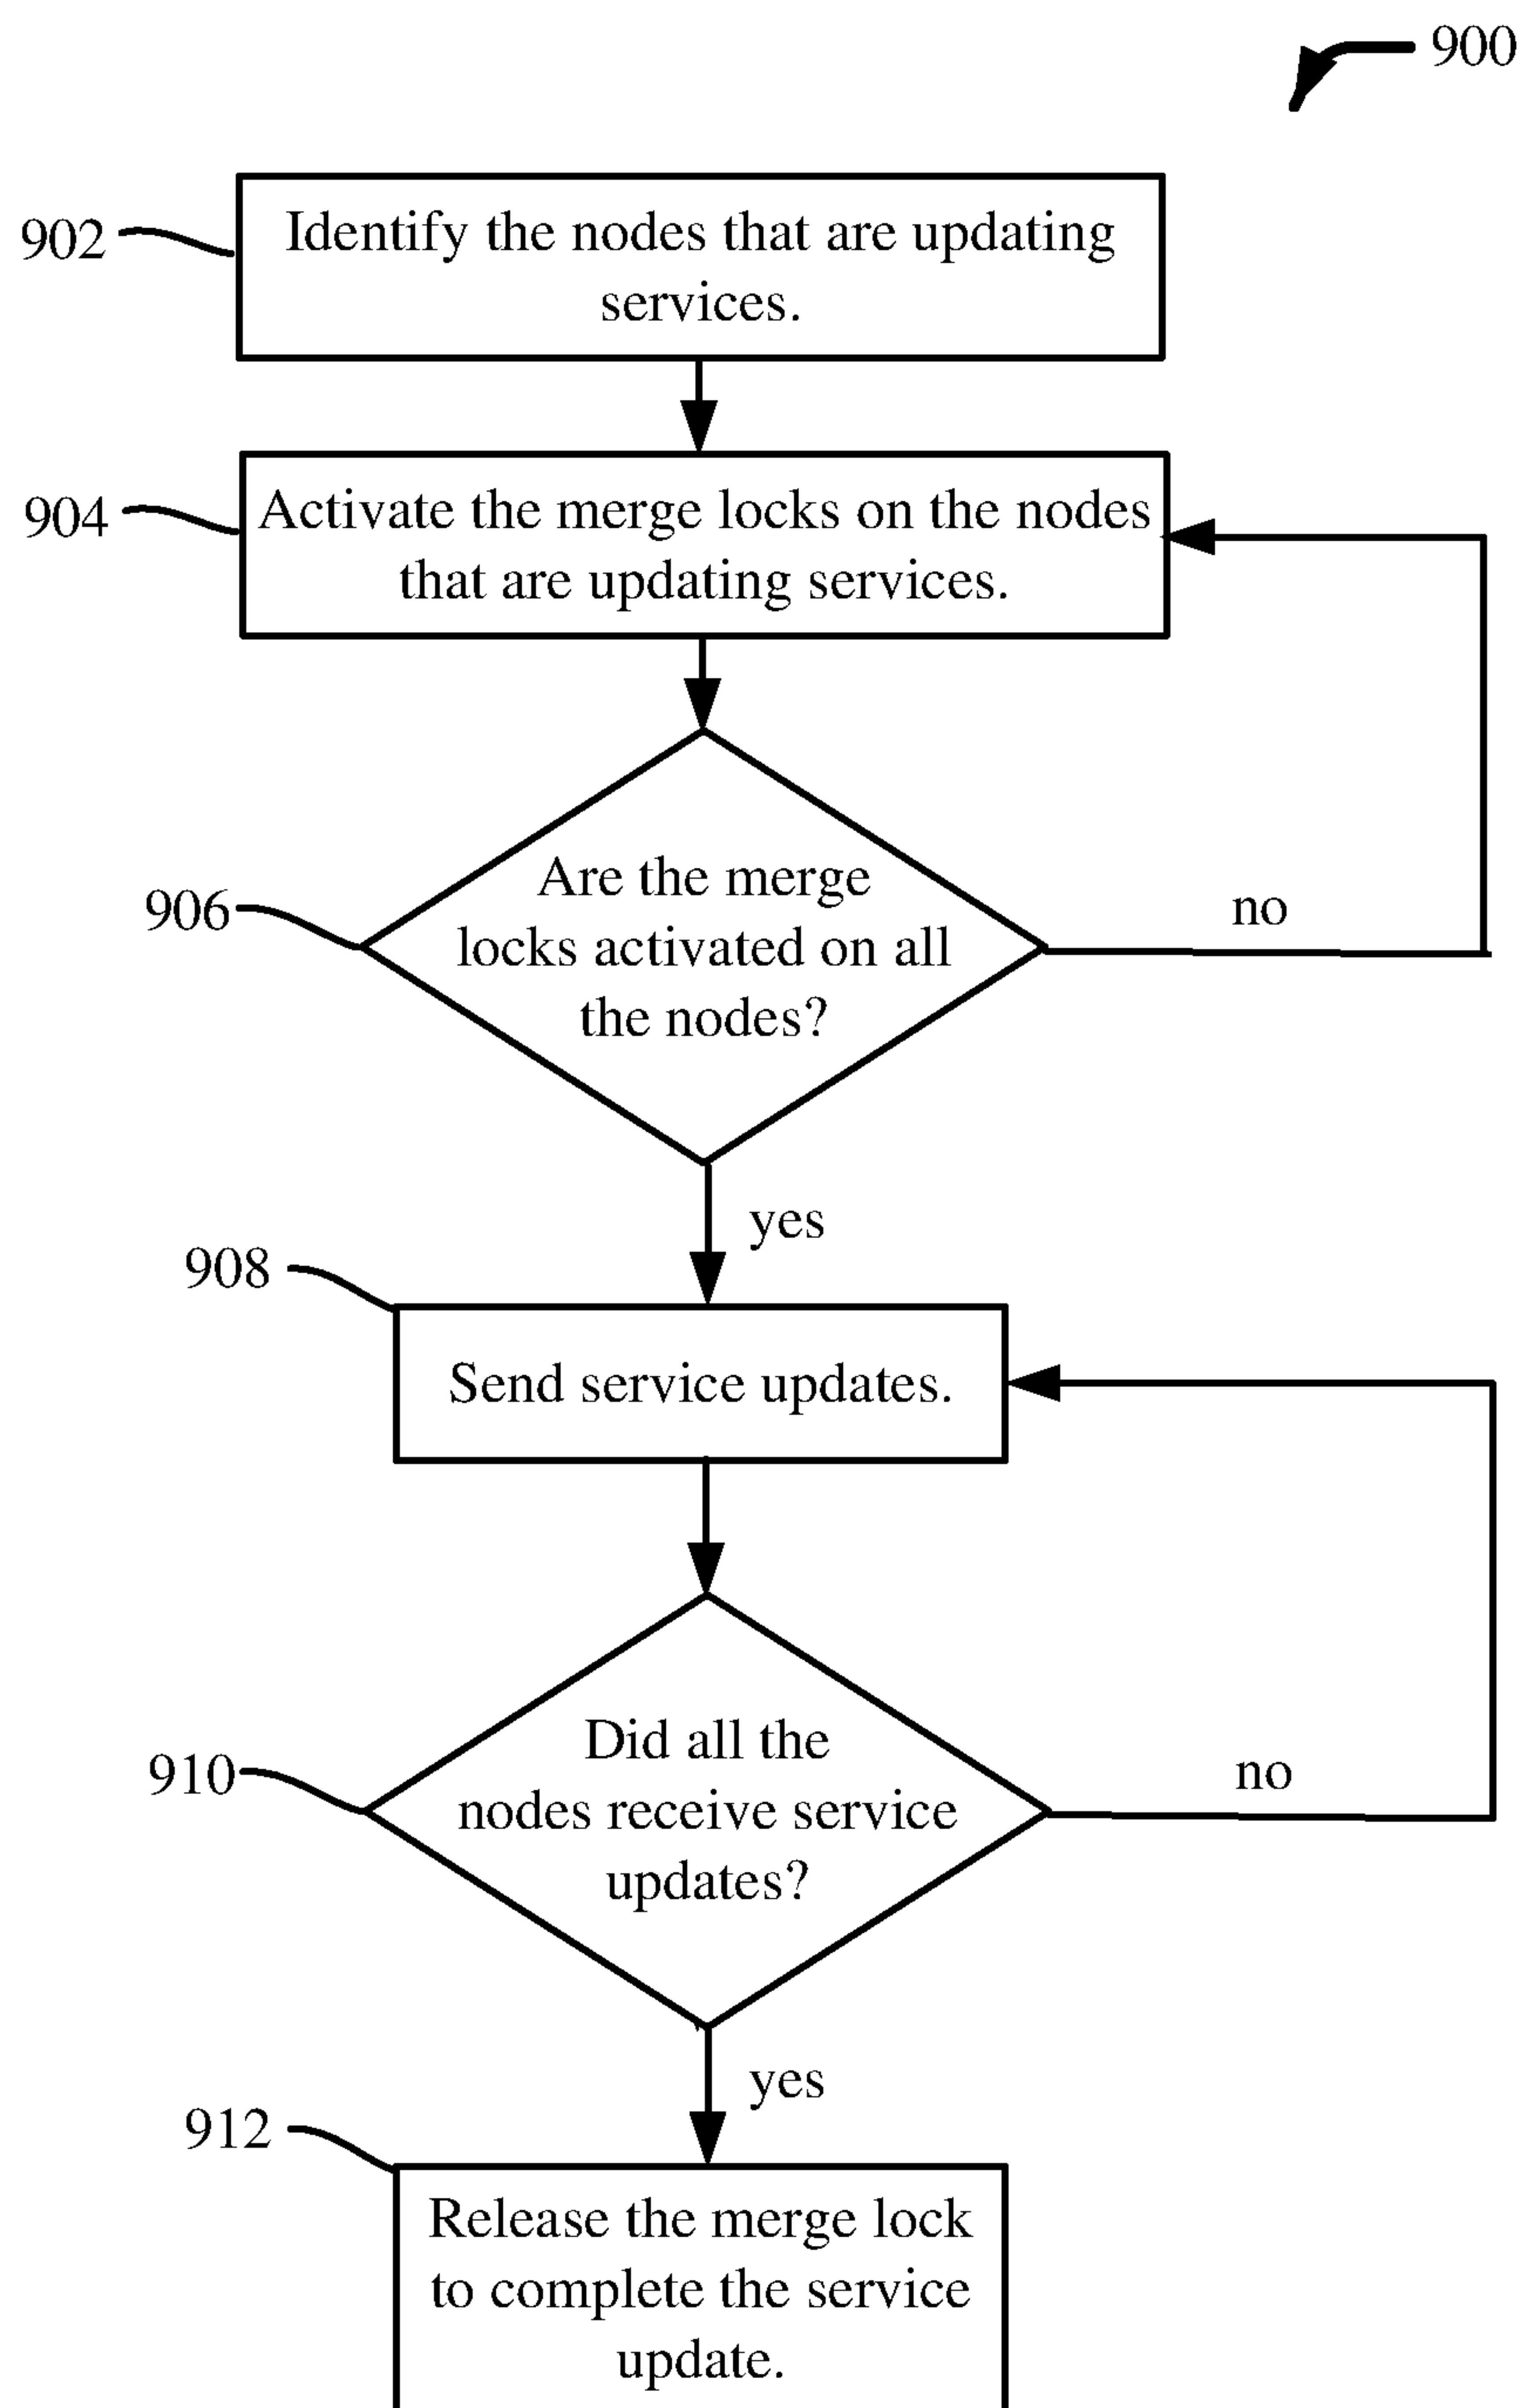 900
902
Identify the nodes that are updating
services.
904
Activate the merge locks on the nodes
that are updating services.
906
Are the merge
locks activated on all
the nodes?
no
yes
908
Send service updates.
910
Did all the
nodes receive service
updates?
no
yes
912
Release the merge lock
to complete the service
update.